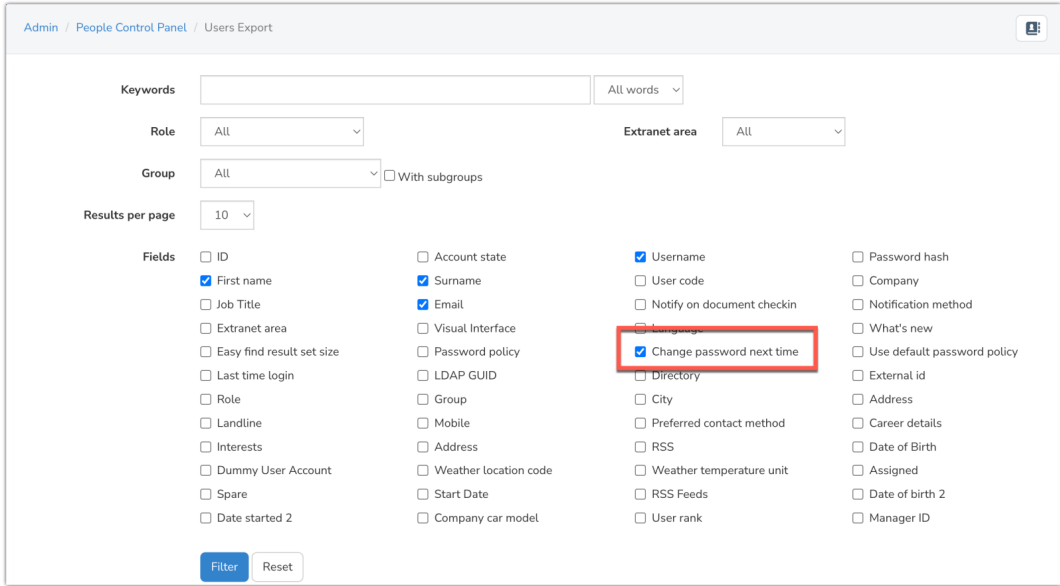 Admin / People Control Panel / Users Export
Keywords All words
Role All Extranet area All
Group All With subgroups
Results per page 10
Fields ID Account state Username Password hash
First name Surname User code Company
Job Title Email Notify on document checkin Notification method
Extranet area Visual Interface Language What's new
Easy find result set size Password policy Change password next time Use default password policy
Last time login LDAP GUID Directory External id
Role Group City Address
Landline Mobile Preferred contact method Career details
Interests Address RSS Date of Birth
Dummy User Account Weather location code Weather temperature unit Assigned
Spare Start Date RSS Feeds Date of birth 2
Date started 2 Company car model User rank Manager ID
Filter Reset